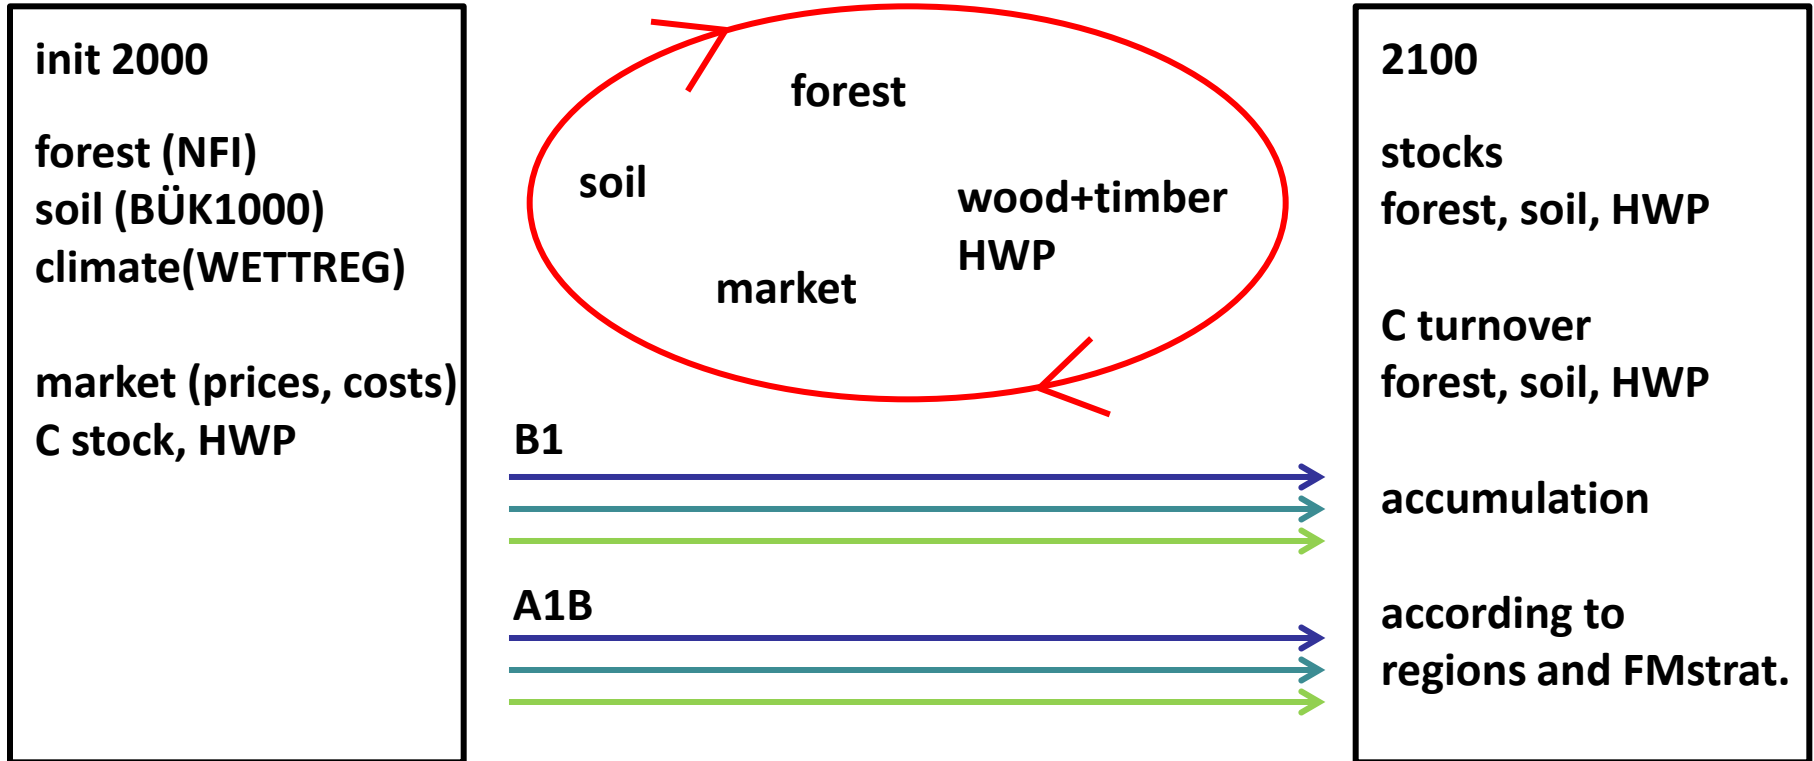 init 2000
forest (NFI)
soil (BÜK1000)
climate(WETTREG)
market (prices, costs)
C stock, HWP
forest
soil
wood+timber
HWP
market
B1
A1B
2100
stocks
forest, soil, HWP
C turnover
forest, soil, HWP
accumulation
according to
regions and FMstrat.